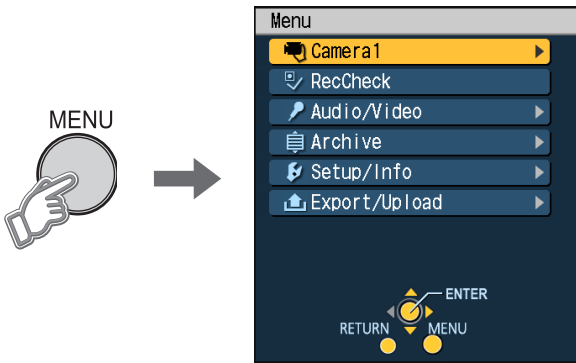 MENU
Menu
Camera1
RecCheck
Audio/Video
Archive
Setup/Info
Export/Upload
ENTER
RETURN
MENU